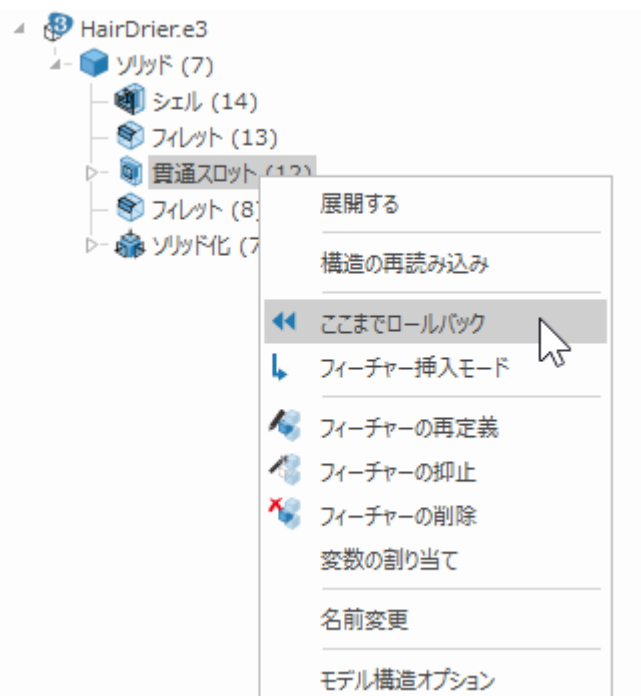 HairDrier.e3
ソリッド (7)
シェル (14)
フィレット (13)
貫通スロット (12)
フィレット (8)
ソリッド化 (7
展開する
構造の再読み込み
ここまでロールバック
フィーチャー挿入モード
フィーチャーの再定義
フィーチャーの抑止
フィーチャーの削除
変数の割り当て
名前変更
モデル構造オプション